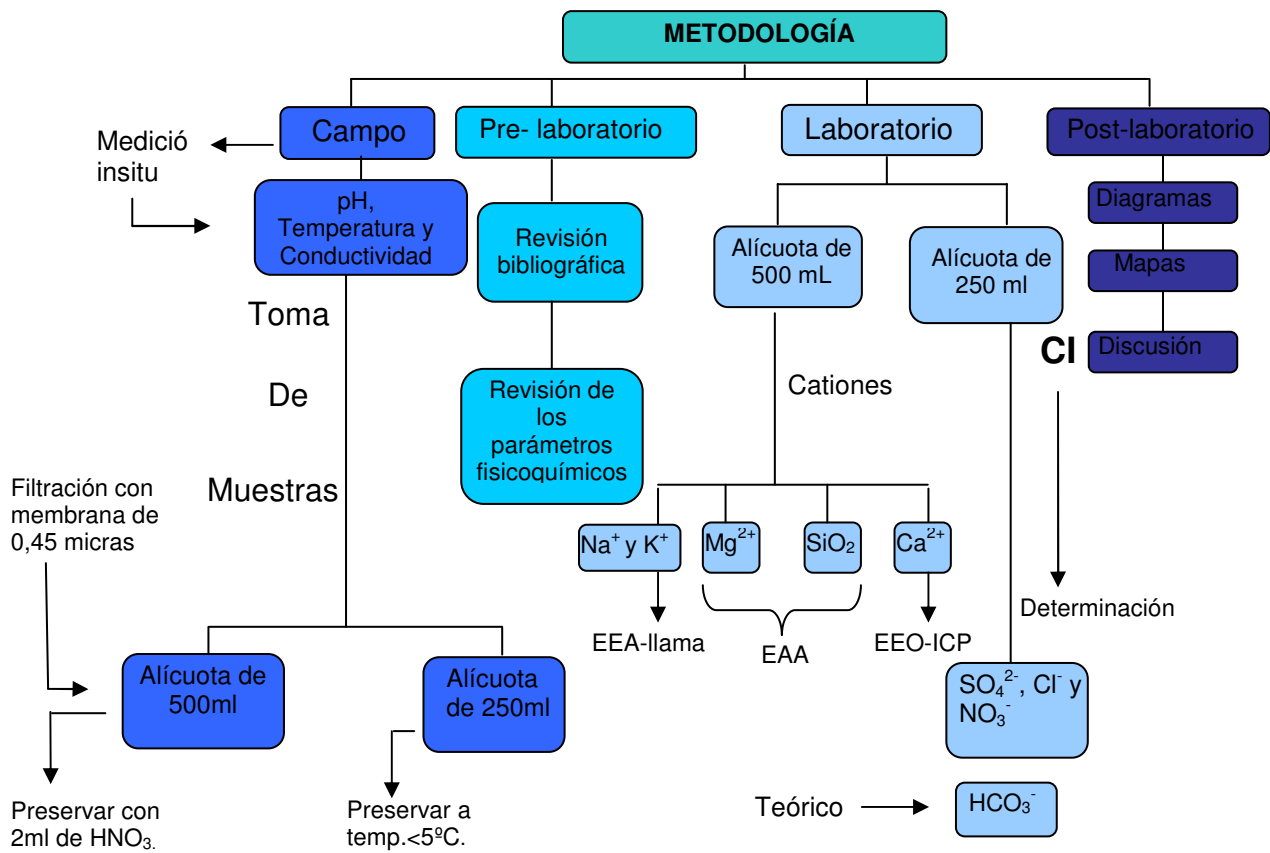 METODOLOGÍA
Campo
Pre- laboratorio
Laboratorio
Post-laboratorio
Medició
insitu
pH,
Temperatura y
Conductividad
Toma
De
Muestras
Filtración con
membrana de
0,45 micras
Alícuota de
500ml
Alícuota
de 250ml
Preservar con
2ml de HNO₃.
Preservar a
temp.<5ºC.
Revisión
bibliográfica
Revisión de
los
parámetros
fisicoquímicos
Alícuota de
500 mL
Cationes
Na⁺ y K⁺
Mg²⁺
SiO₂
Ca²⁺
EEA-llama
EAA
EEO-ICP
Alícuota de
250 ml
CI
Determinación
SO₄²⁻, Cl⁻ y
NO₃⁻
Teórico
HCO₃⁻
Diagramas
Mapas
Discusión